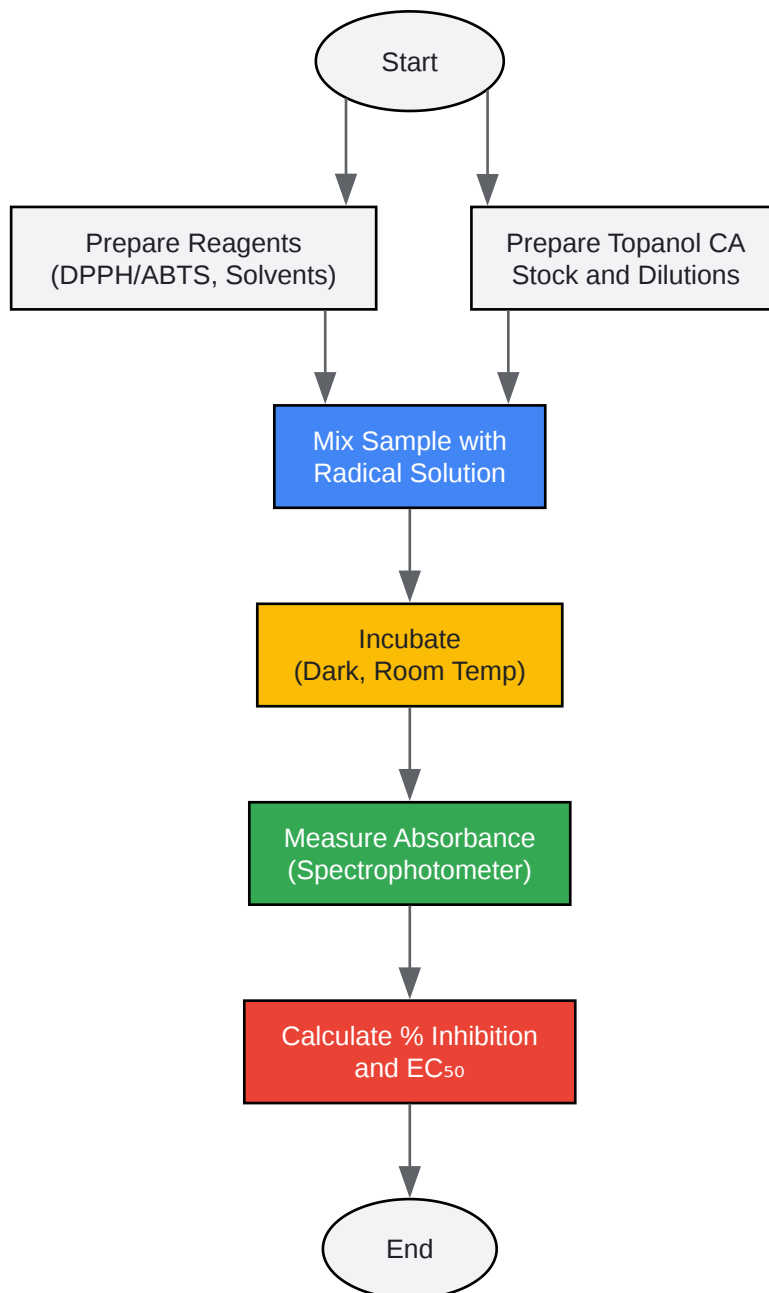 Start
Prepare Reagents
(DPPH/ABTS, Solvents)
Prepare Topanol CA
Stock and Dilutions
Mix Sample with
Radical Solution
Incubate
(Dark, Room Temp)
Measure Absorbance
(Spectrophotometer)
Calculate % Inhibition
and EC₅₀
End